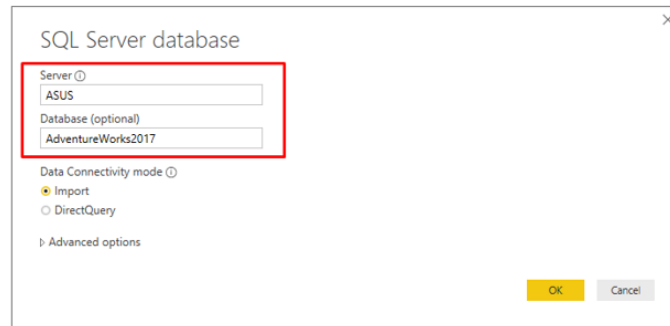 SQL Server database
Server
ASUS
Database (optional)
AdventureWorks2017
Data Connectivity mode
Import
DirectQuery
Advanced options
OK Cancel